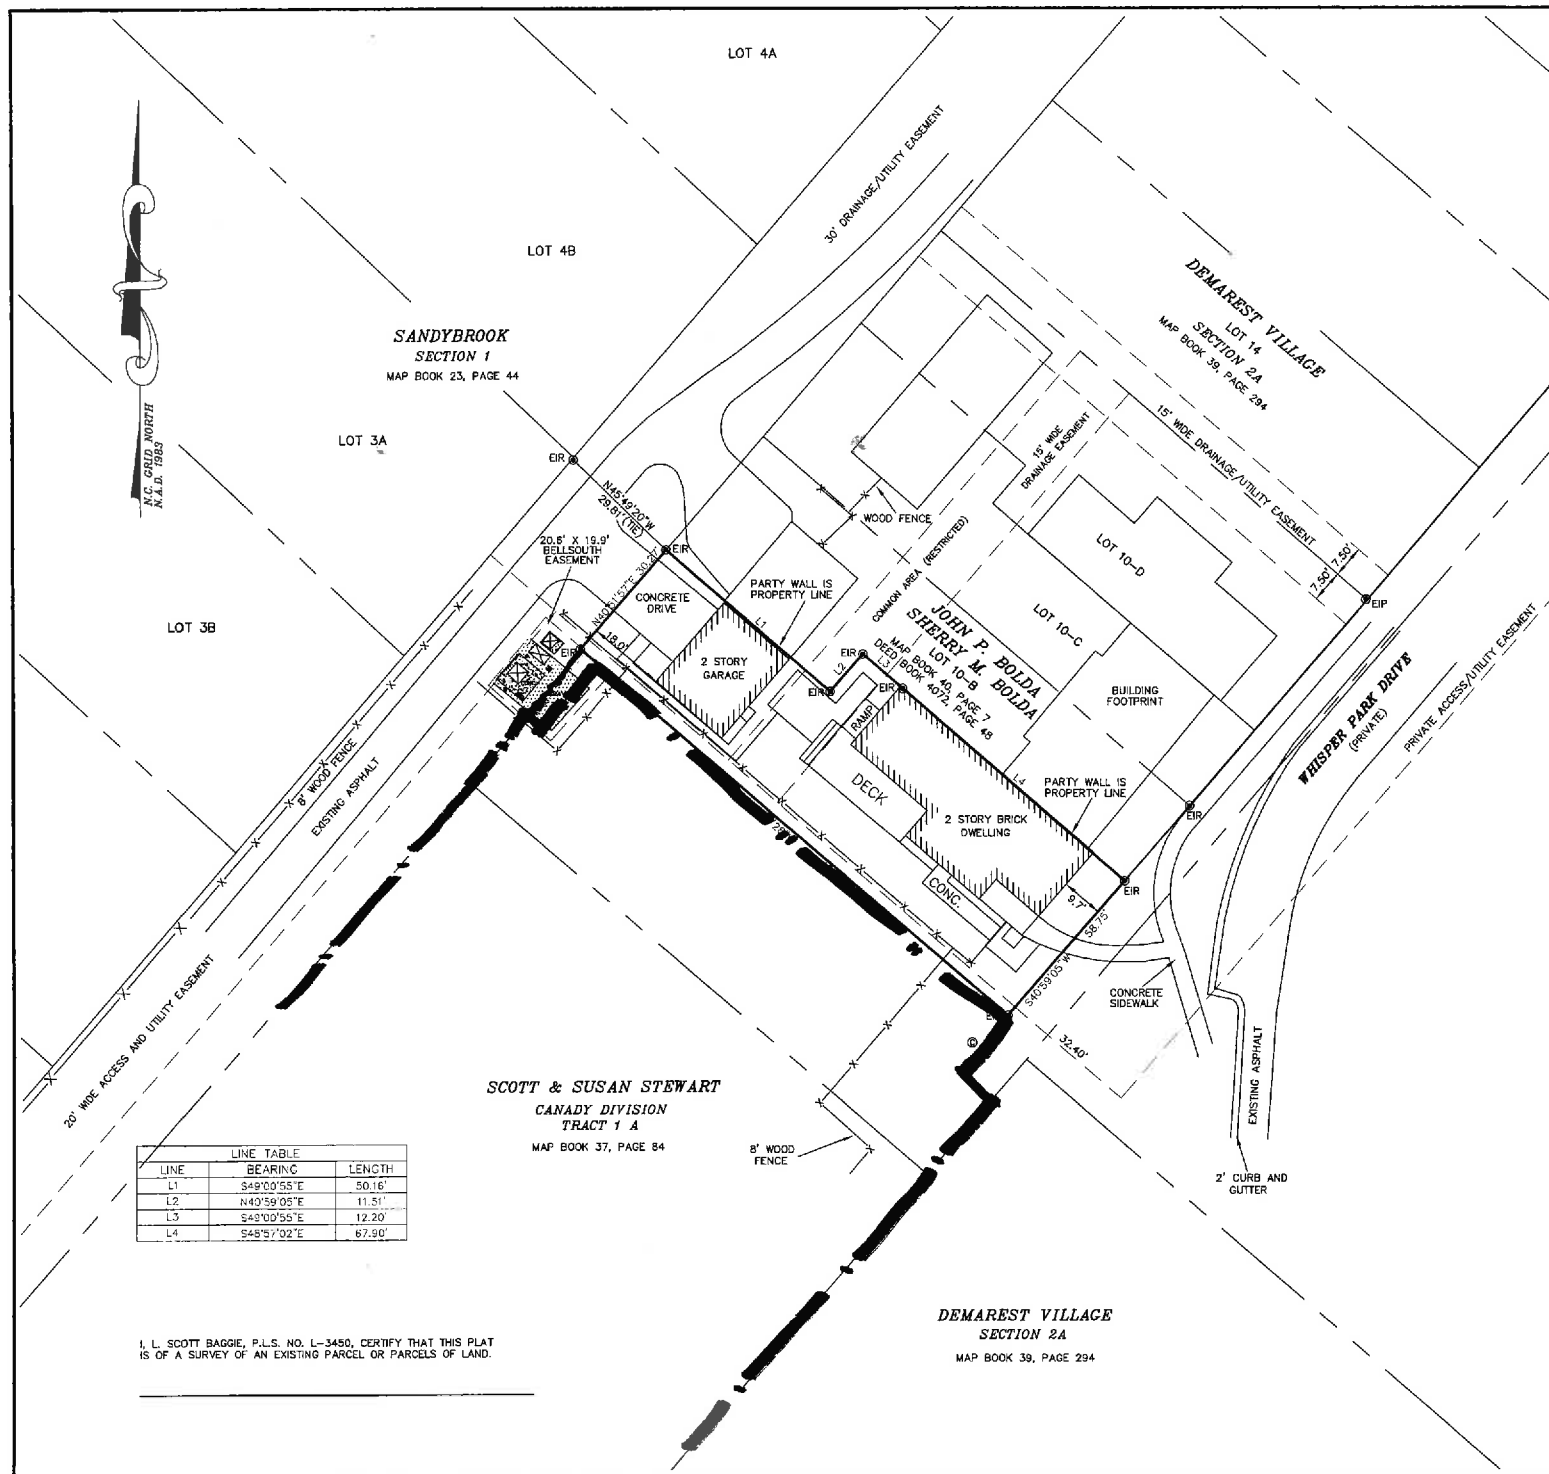 LOT 4A
30' DRAINAGE/UTILITY EASEMENT
LOT 4B
SANDYBROOK
SECTION 1
MAP BOOK 23, PAGE 44
DEMAREST VILLAGE
LOT 14
SECTION 2A
MAP BOOK 39, PAGE 294
N.C. GRID NORTH
N.A.D. 1983
LOT 3A
EIR
N45°49'20"W
29.81' (TIE)
15' WIDE
DRAINAGE EASEMENT
15' WIDE DRAINAGE/UTILITY EASEMENT
WOOD FENCE
20.6' X 19.9'
BELLSOUTH
EASEMENT
EIR
N40°51'52"E 30.27'
CONCRETE
DRIVE
PARTY WALL IS
PROPERTY LINE
COMMON AREA (RESTRICTED)
LOT 10-D
7.50' 7.50'
EIP
LOT 3B
18.0'
EIR
L1
2 STORY
GARAGE
LOT 10-C
JOHN P. BOLDA
SHERRY M. BOLDA
LOT 10-B
MAP BOOK 40, PAGE 7
DEED BOOK 4072, PAGE 48
EIR
L2
L3
EIR
EIR
RAMP
BUILDING
FOOTPRINT
WHISPER PARK DRIVE
(PRIVATE)
PRIVATE ACCESS/UTILITY EASEMENT
8' WOOD FENCE
EXISTING ASPHALT
DECK
L4
PARTY WALL IS
PROPERTY LINE
2 STORY BRICK
DWELLING
EIR
CONC.
9.7'
EIR
58.75'
S40°59'05"W
CONCRETE
SIDEWALK
20' WIDE ACCESS AND UTILITY EASEMENT
©
32.40'
EXISTING ASPHALT
SCOTT & SUSAN STEWART
CANADY DIVISION
TRACT 1 A
MAP BOOK 37, PAGE 84
8' WOOD
FENCE
2' CURB AND
GUTTER
LINE TABLE
LINE BEARING LENGTH
L1 S49°00'55"E 50.16'
L2 N40°59'05"E 11.51'
L3 S49°00'55"E 12.20'
L4 S48°57'02"E 67.90'
DEMAREST VILLAGE
SECTION 2A
MAP BOOK 39, PAGE 294
I, L. SCOTT BAGGIE, P.L.S. NO. L-3450, CERTIFY THAT THIS PLAT
IS OF A SURVEY OF AN EXISTING PARCEL OR PARCELS OF LAND.